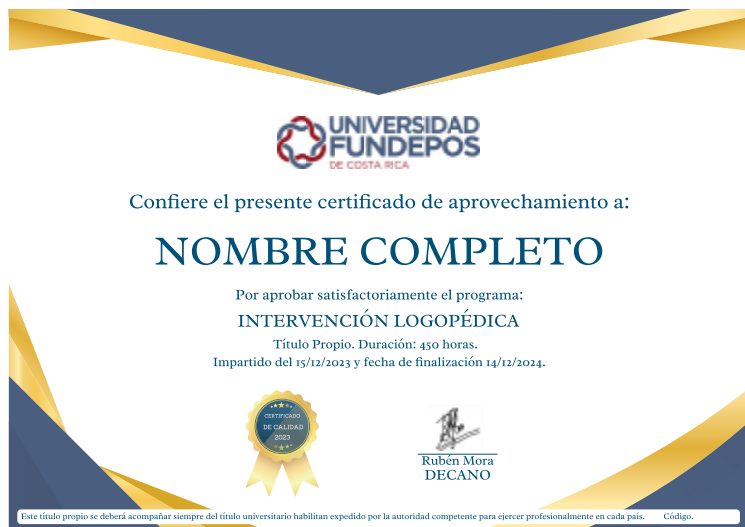 UNIVERSIDAD
FUNDEPOS
DE COSTA RICA
Confiere el presente certificado de aprovechamiento a:
NOMBRE COMPLETO
Por aprobar satisfactoriamente el programa:
INTERVENCIÓN LOGOPÉDICA
Título Propio. Duración: 450 horas.
Impartido del 15/12/2023 y fecha de finalización 14/12/2024.
CERTIFICADO
DE CALIDAD
2023
Rubén Mora
DECANO
Este título propio se deberá acompañar siempre del título universitario habilitan expedido por la autoridad competente para ejercer profesionalmente en cada país. Código.